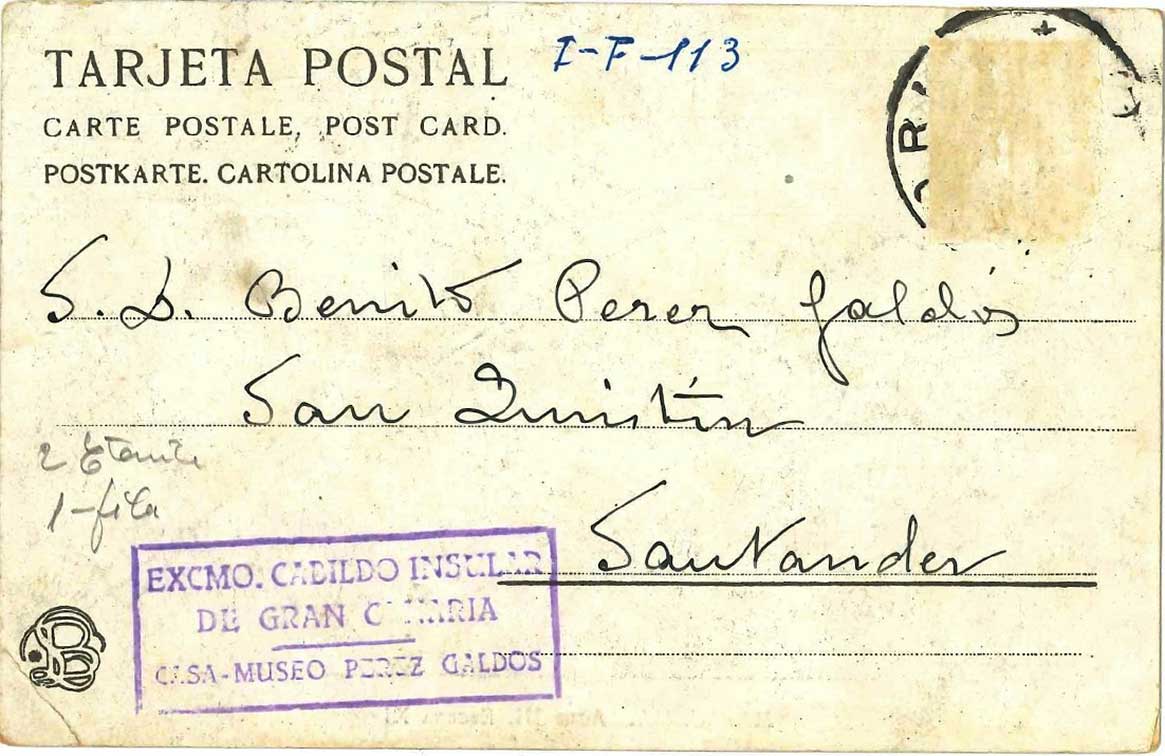 TARJETA POSTAL
I-F-113
CARTE POSTALE, POST CARD.
POSTKARTE. CARTOLINA POSTALE.
S. D. Benito Perez Galdós
San Quintín
2 Etante
1-fila
Santander
EXCMO. CABILDO INSULAR
DE GRAN CANARIA
CASA-MUSEO PEREZ GALDOS